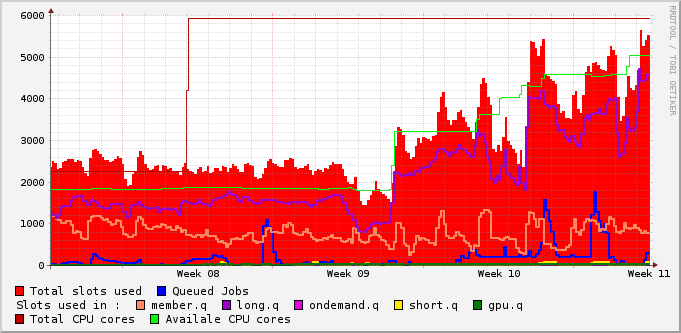 RRDTOOL / TOBI OETIKER
6000
5000
4000
3000
2000
1000
0
Week 08 Week 09 Week 10 Week 11
Total slots used Queued Jobs
Slots used in : member.q long.q ondemand.q short.q gpu.q
Total CPU cores Availale CPU cores